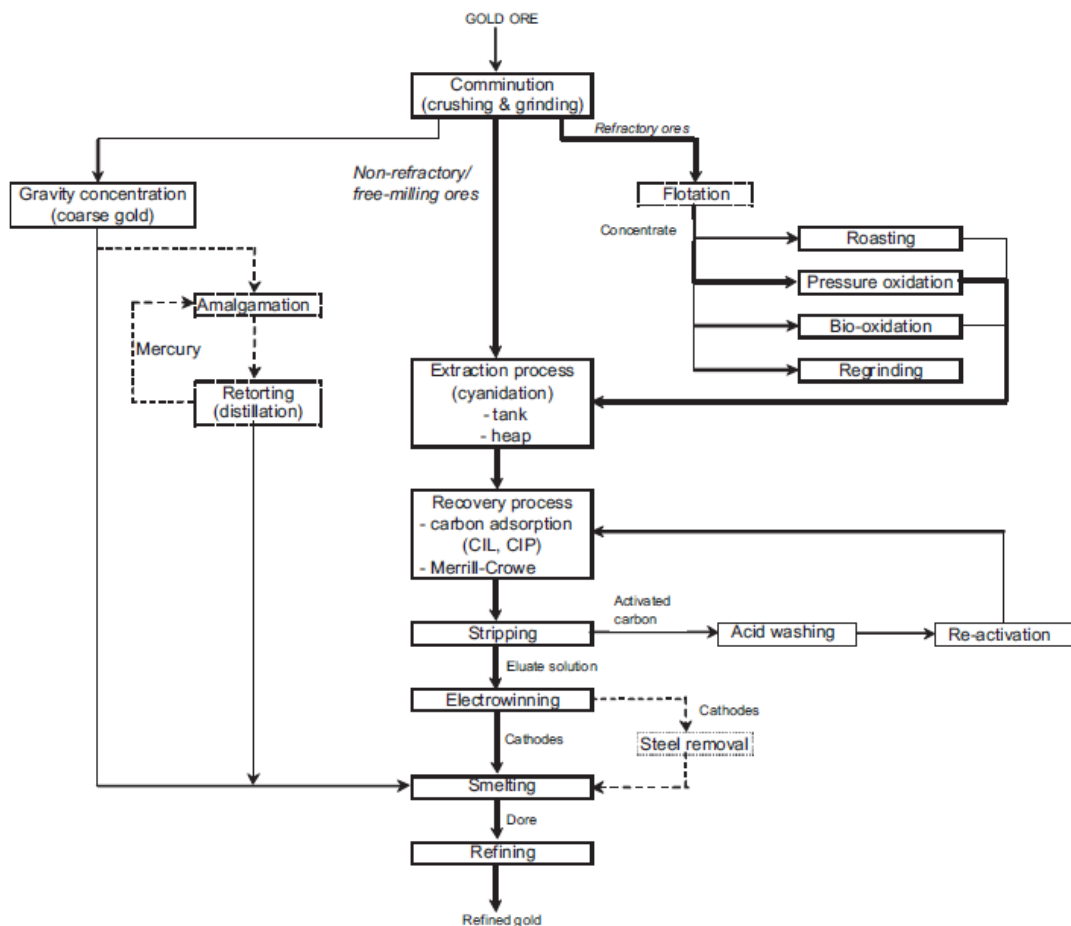 GOLD ORE
Comminution
(crushing & grinding)
Refractory ores
Non-refractory/
free-milling ores
Gravity concentration
(coarse gold)
Flotation
Concentrate
Roasting
Pressure oxidation
Bio-oxidation
Regrinding
Amalgamation
Mercury
Retorting
(distillation)
Extraction process
(cyanidation)
- tank
- heap
Recovery process
- carbon adsorption
(CIL, CIP)
- Merrill-Crowe
Activated
carbon
Stripping
Acid washing
Re-activation
Eluate solution
Electrowinning
Cathodes
Steel removal
Cathodes
Smelting
Dore
Refining
Refined gold